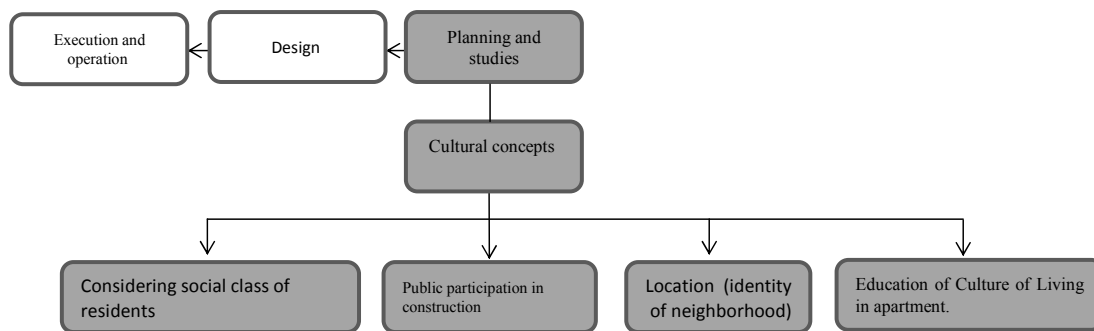 Execution and
operation
Design
Planning and
studies
Cultural concepts
Considering social class of
residents
Public participation in
construction
Location (identity
of neighborhood)
Education of Culture of Living
in apartment.